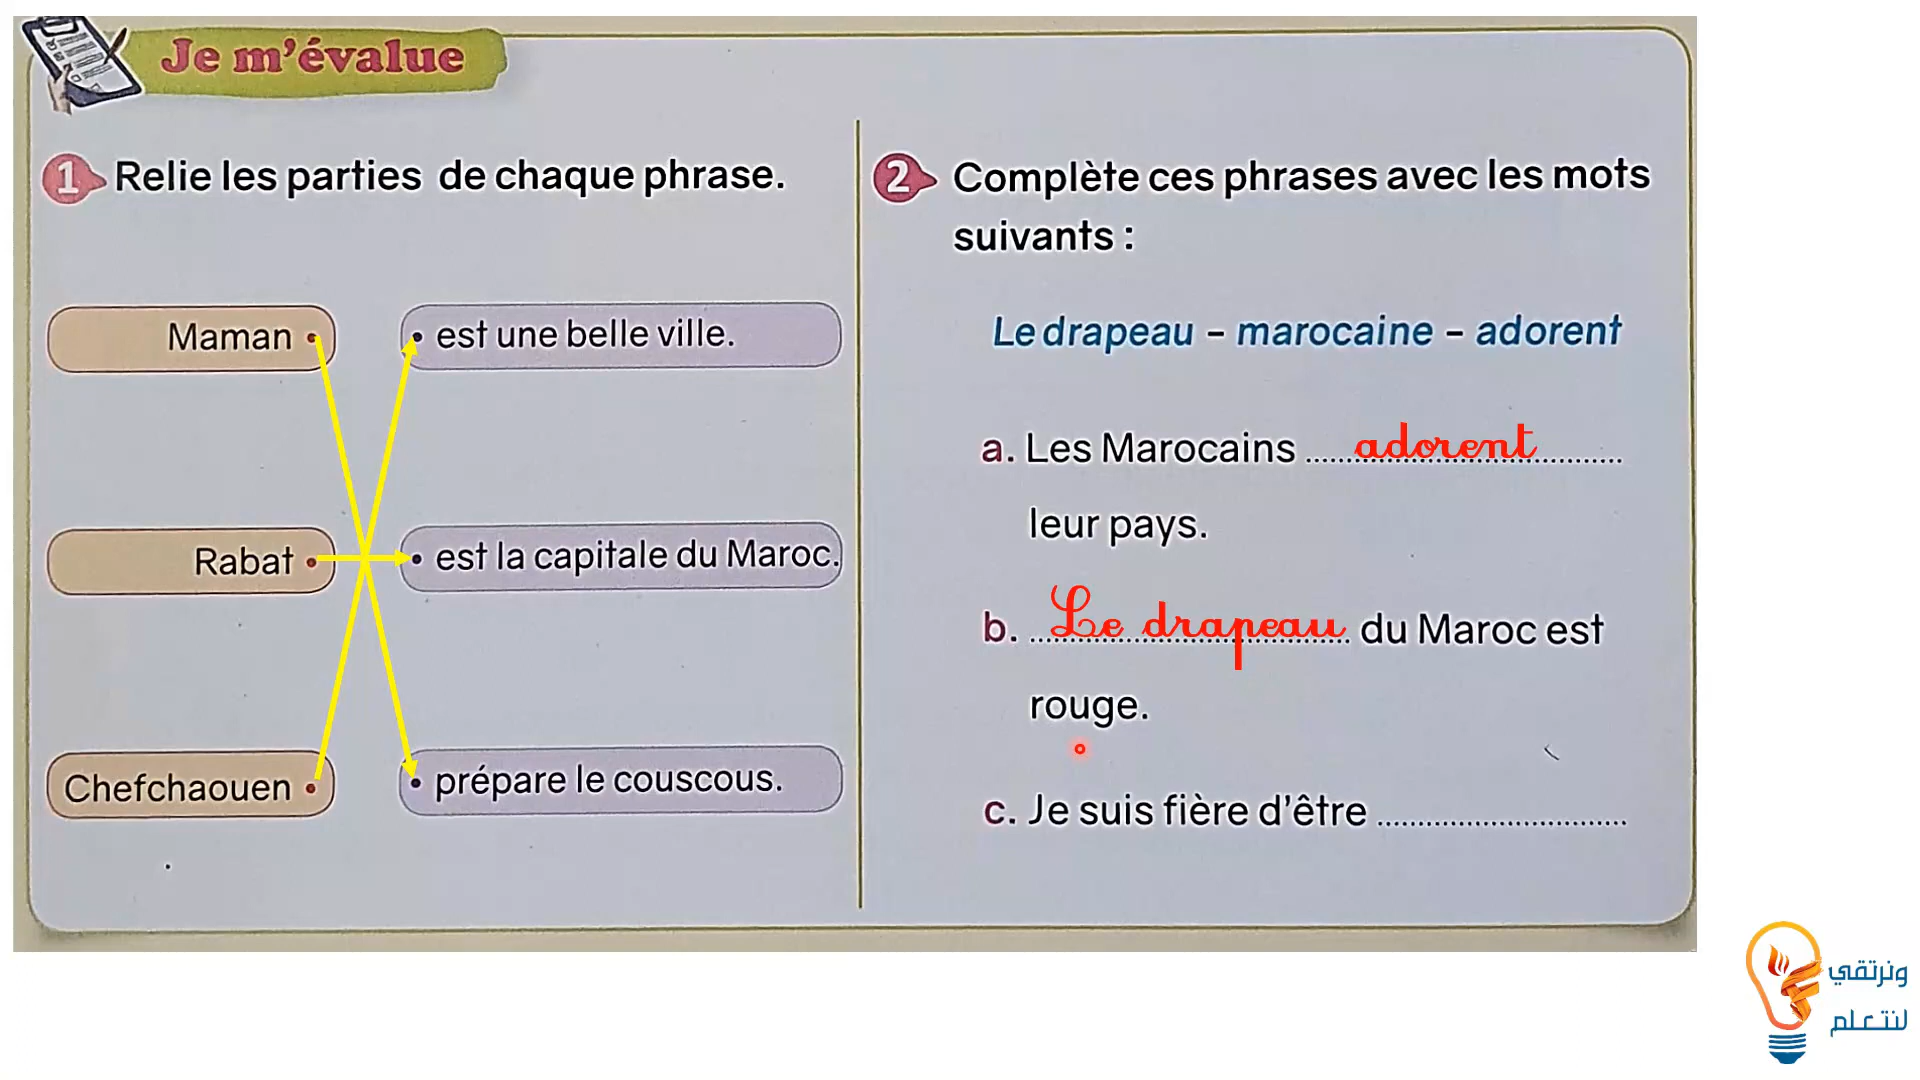 Je m'évalue
1 Relie les parties de chaque phrase.
Maman • • est une belle ville.
Rabat • • est la capitale du Maroc.
Chefchaouen • • prépare le couscous.
2 Complète ces phrases avec les mots
suivants :
Le drapeau - marocaine - adorent
a. Les Marocains ......adorent......
leur pays.
b. ...Le drapeau... du Maroc est
rouge.
c. Je suis fière d'être ................................
ونرتقي
لنتعلم